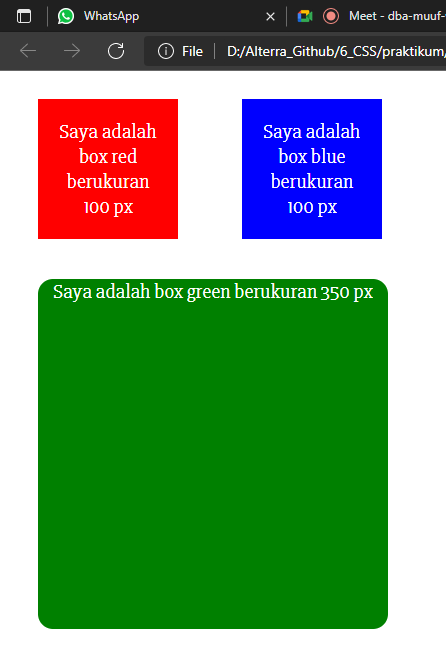 WhatsApp
Meet - dba-muuf-
File
D:/Alterra_Github/6_CSS/praktikum/
Saya adalah
box red
berukuran
100 px
Saya adalah
box blue
berukuran
100 px
Saya adalah box green berukuran 350 px